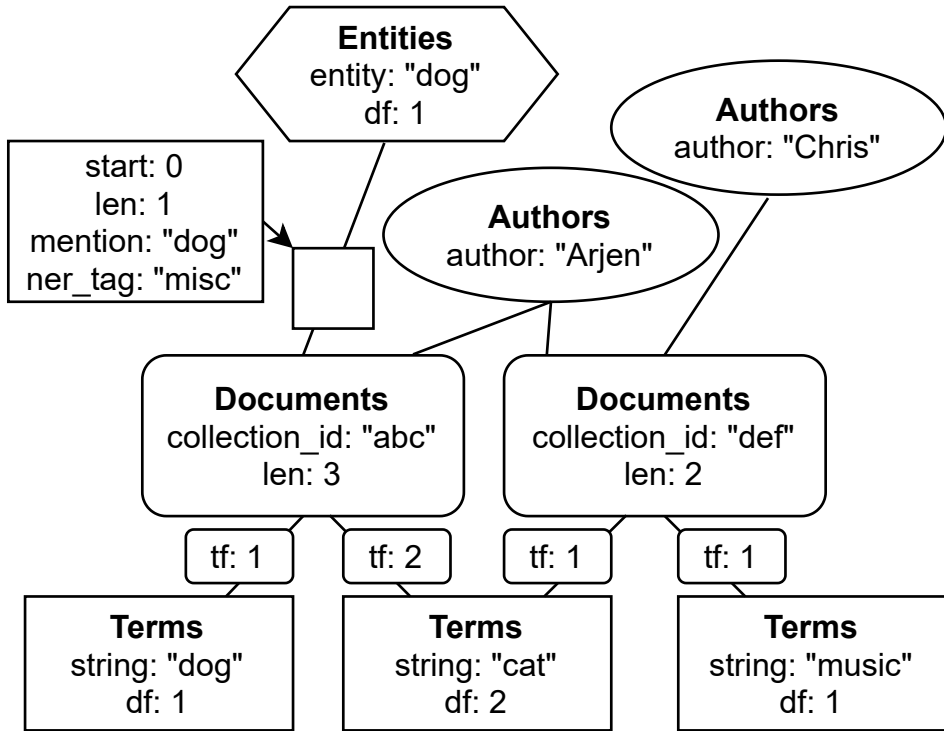 Entities
entity: "dog"
df: 1
Authors
author: "Chris"
start: 0
len: 1
mention: "dog"
ner_tag: "misc"
Authors
author: "Arjen"
Documents
collection_id: "abc"
len: 3
Documents
collection_id: "def"
len: 2
tf: 1
tf: 2
tf: 1
tf: 1
Terms
string: "dog"
df: 1
Terms
string: "cat"
df: 2
Terms
string: "music"
df: 1